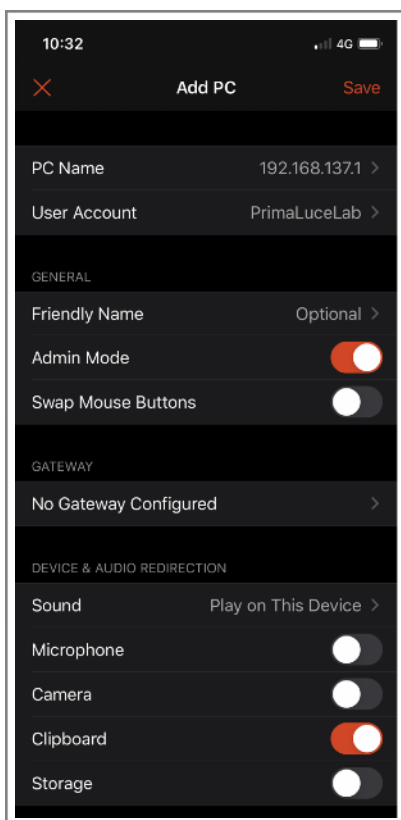 10:32 4G
Add PC Save
PC Name 192.168.137.1
User Account PrimaLuceLab
GENERAL
Friendly Name Optional
Admin Mode
Swap Mouse Buttons
GATEWAY
No Gateway Configured
DEVICE & AUDIO REDIRECTION
Sound Play on This Device
Microphone
Camera
Clipboard
Storage